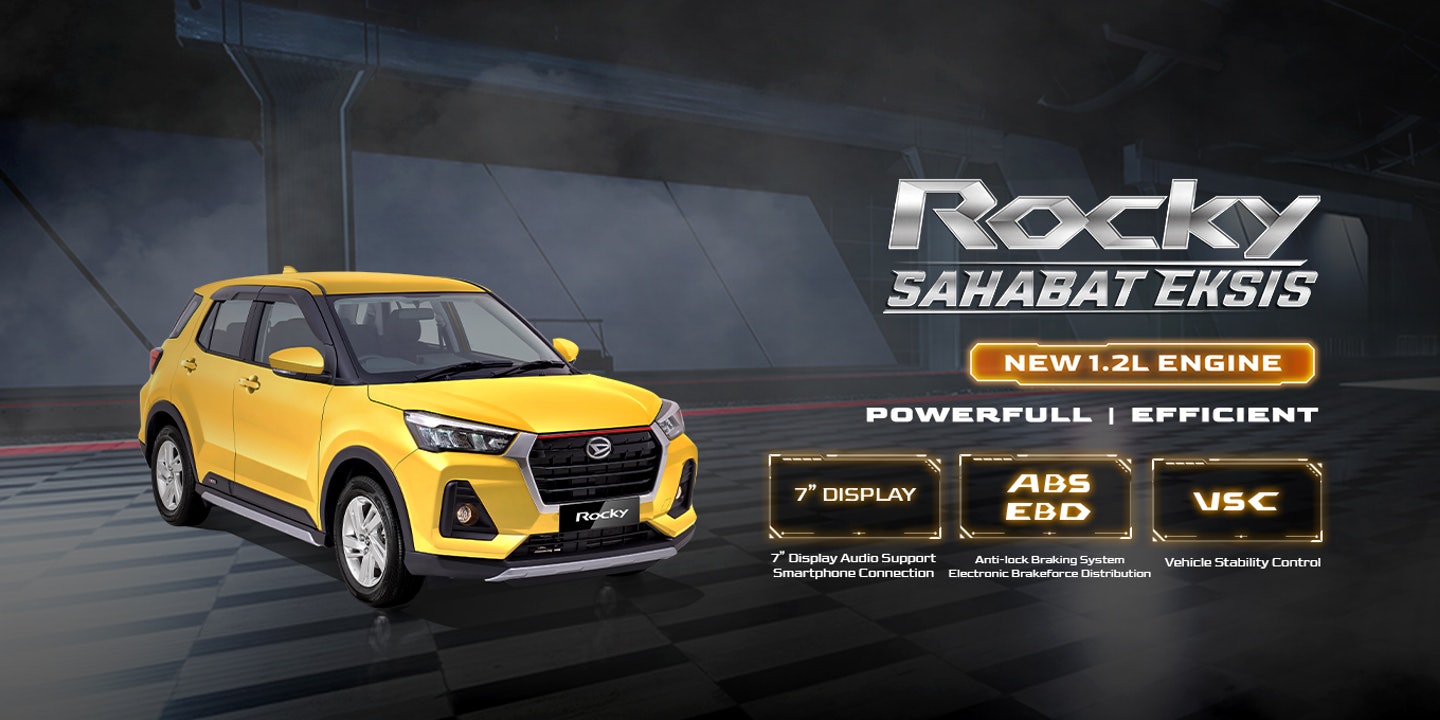 Rocky
SAHABAT EKSIS
NEW 1.2L ENGINE
POWERFULL | EFFICIENT
7” DISPLAY
7” Display Audio Support
Smartphone Connection
ABS
EBD
Anti-lock Braking System
Electronic Brakeforce Distribution
VSC
Vehicle Stability Control
Rocky